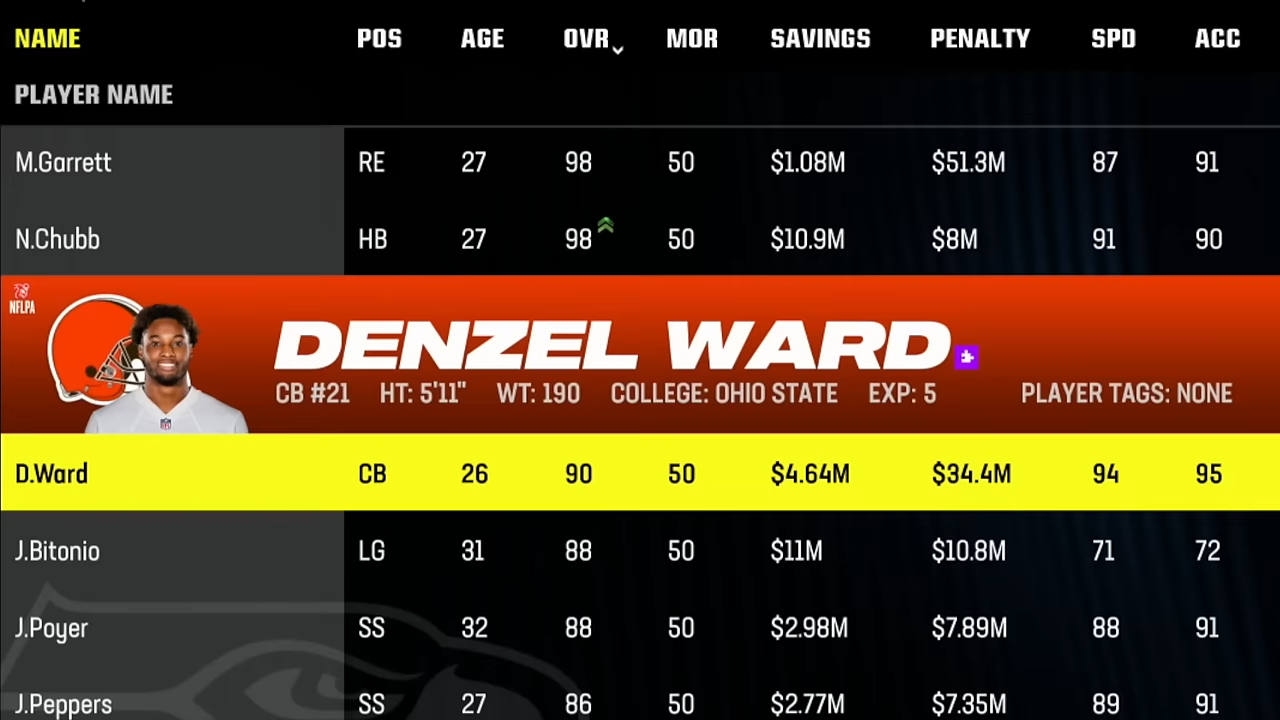 NAME POS AGE OVR MOR SAVINGS PENALTY SPD ACC
PLAYER NAME
M.Garrett RE 27 98 50 $1.08M $51.3M 87 91
N.Chubb HB 27 98 50 $10.9M $8M 91 90
NFLPA
DENZEL WARD
CB #21 HT: 5'11" WT: 190 COLLEGE: OHIO STATE EXP: 5 PLAYER TAGS: NONE
D.Ward CB 26 90 50 $4.64M $34.4M 94 95
J.Bitonio LG 31 88 50 $11M $10.8M 71 72
J.Poyer SS 32 88 50 $2.98M $7.89M 88 91
J.Peppers SS 27 86 50 $2.77M $7.35M 89 91